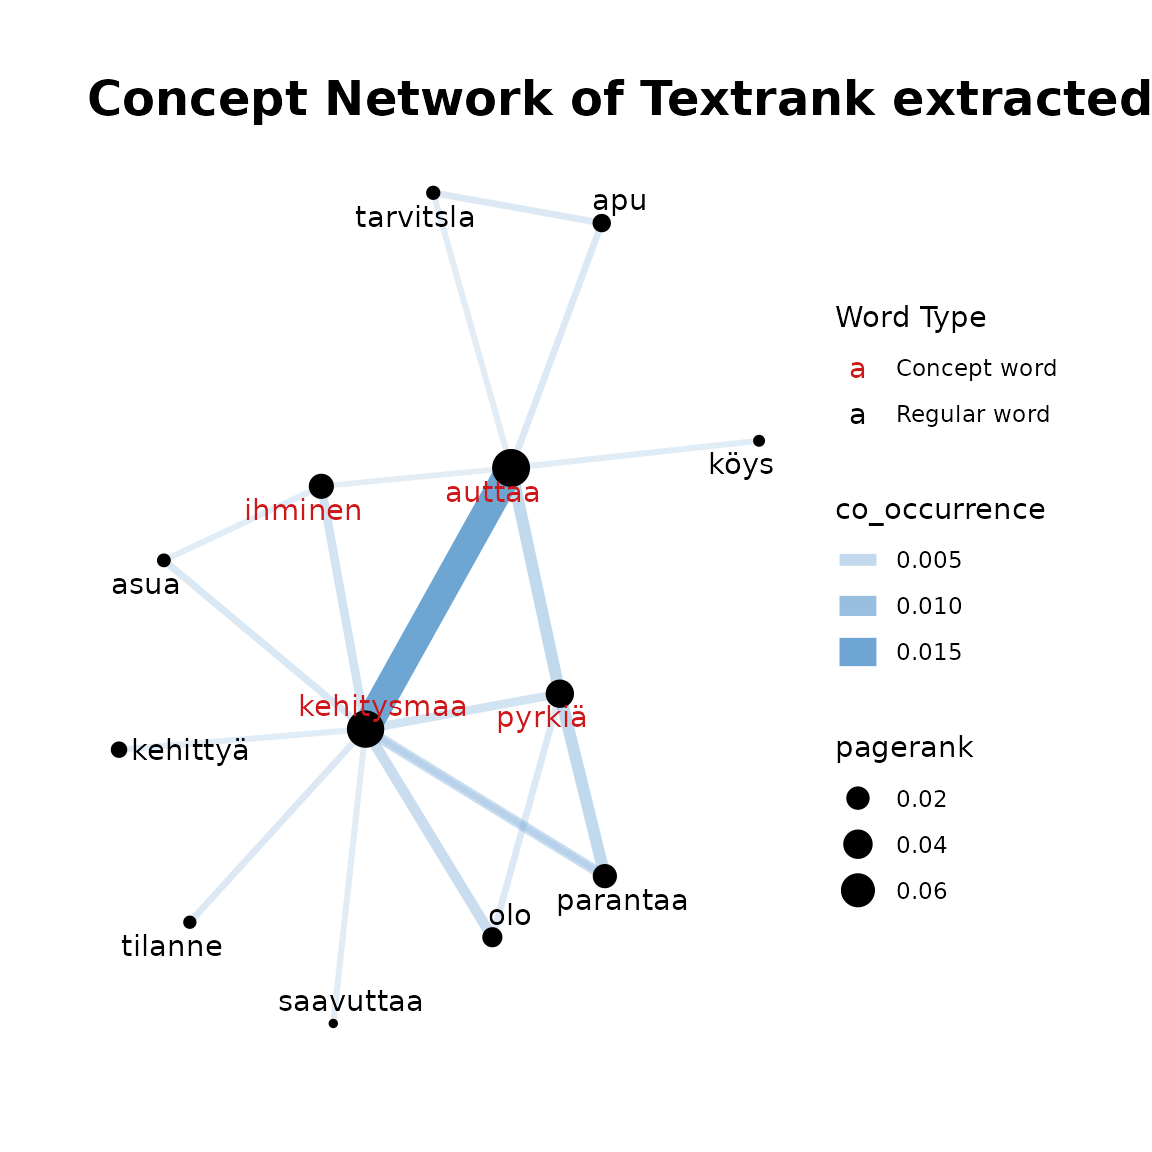 Concept Network of Textrank extracted
apu
tarvitsla
Word Type
a Concept word
a Regular word
köys
auttaa
ihminen
co_occurrence
0.005
0.010
0.015
asua
kehitysmaa
pyrkiä
kehittyä
pagerank
0.02
0.04
0.06
parantaa
olo
tilanne
saavuttaa